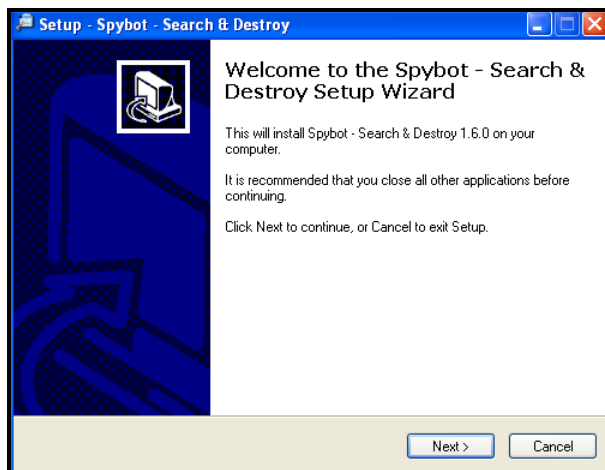 Setup - Spybot - Search & Destroy
Welcome to the Spybot - Search &
Destroy Setup Wizard
This will install Spybot - Search & Destroy 1.6.0 on your
computer.
It is recommended that you close all other applications before
continuing.
Click Next to continue, or Cancel to exit Setup.
Next >
Cancel